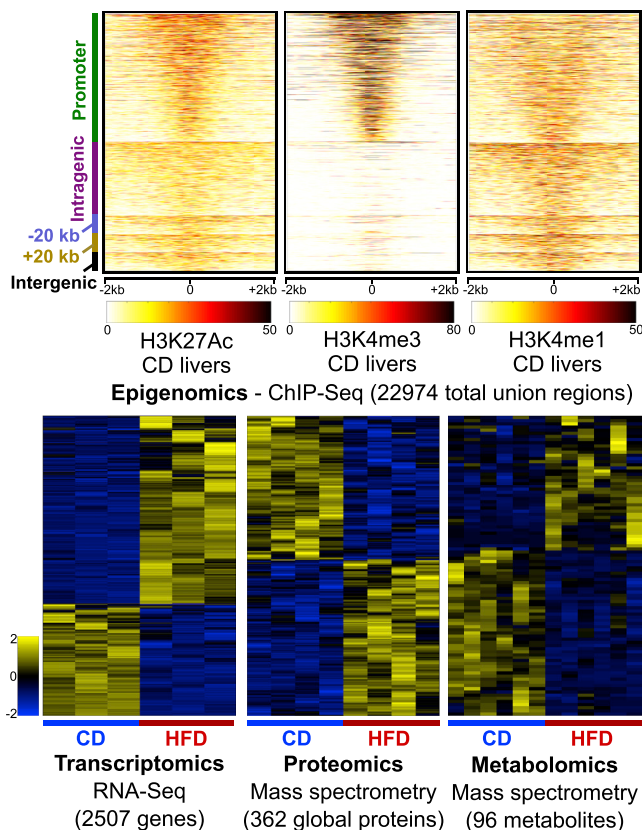 Promoter
Intragenic
-20 kb
+20 kb
Intergenic
-2kb 0 +2kb -2kb 0 +2kb -2kb 0 +2kb
0 50 0 80 0 50
H3K27Ac H3K4me3 H3K4me1
CD livers CD livers CD livers
Epigenomics - ChIP-Seq (22974 total union regions)
2
0
-2
CD HFD CD HFD CD HFD
Transcriptomics Proteomics Metabolomics
RNA-Seq Mass spectrometry Mass spectrometry
(2507 genes) (362 global proteins) (96 metabolites)